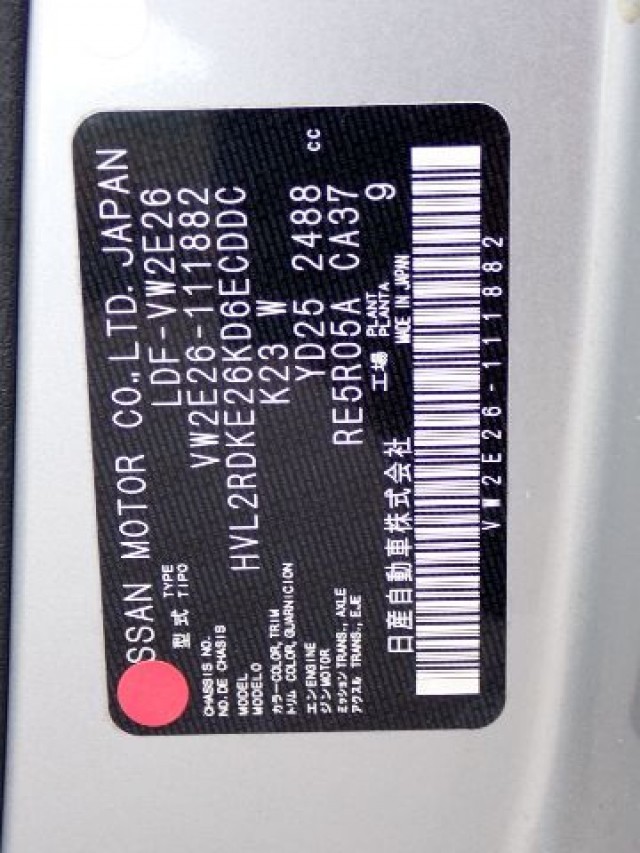 SSAN MOTOR CO.,LTD. JAPAN
型式 TYPE TIPO LDF-VW2E26
CHASSIS NO. NO. DE CHASIS VW2E26-111882
MODEL MODELO HVL2RDKE26KD6ECDDC
カラー COLOR, TRIM トリム COLOR, GUARNICION K23 W
エンジン ENGINE MOTOR YD25 2488 cc
ミッション TRANS., AXLE アクスル TRANS., EJE RE5R05A CA37
工場 PLANT PLANTA 9
日産自動車株式会社 MADE IN JAPAN
VW2E26-111882